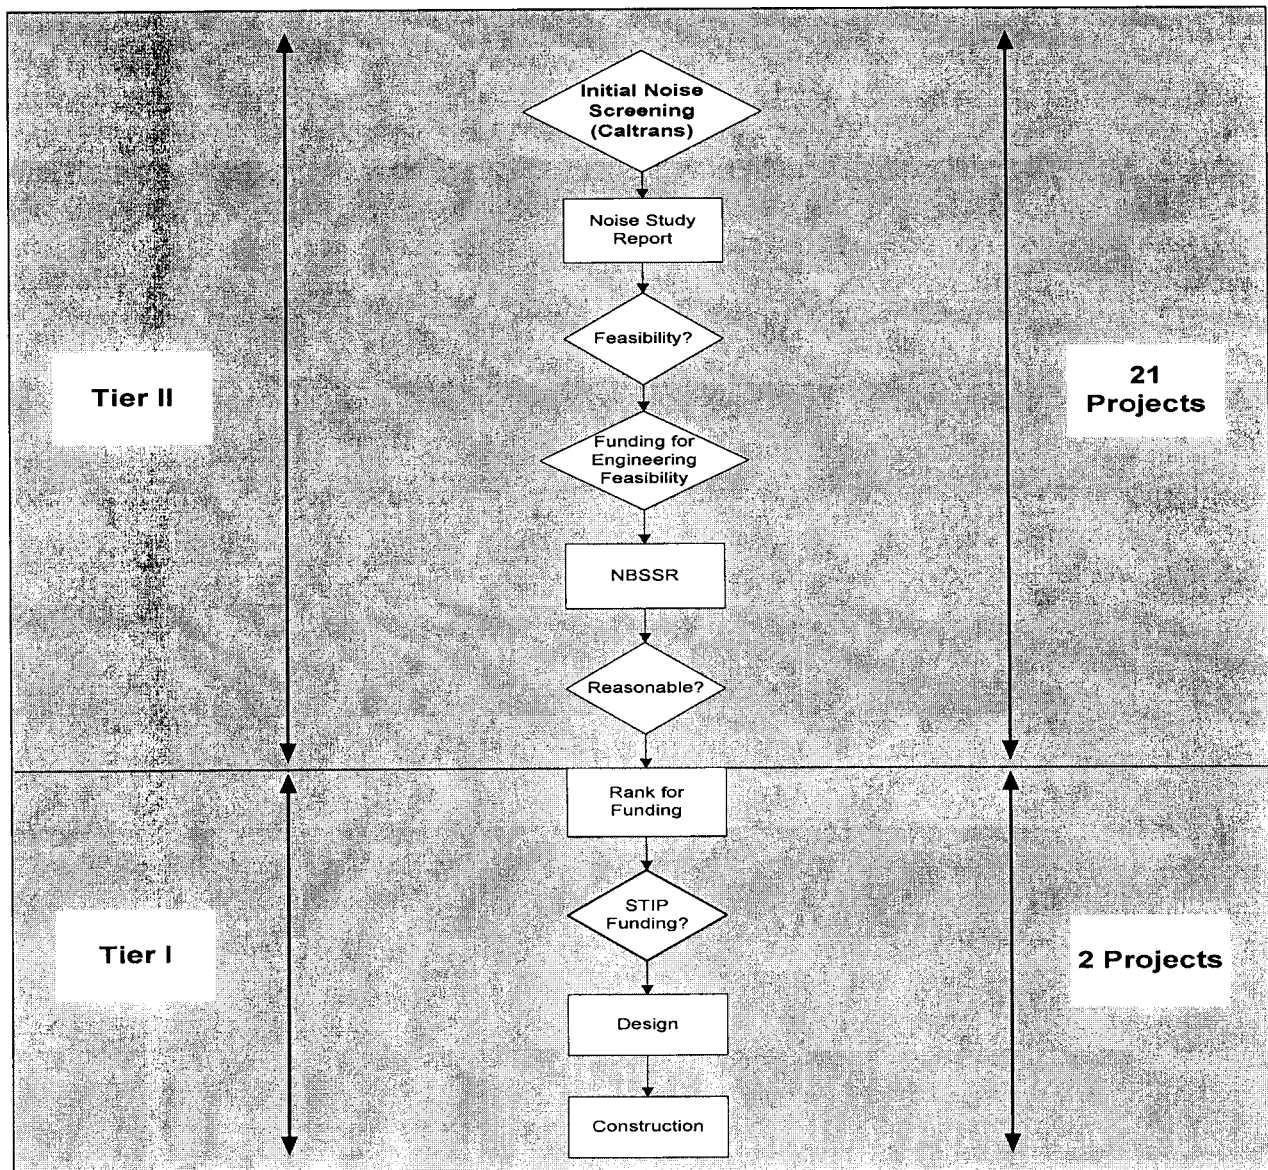 Initial Noise
Screening
(Caltrans)
Noise Study
Report
Feasibility?
Tier II
21
Projects
Funding for
Engineering
Feasibility
NBSSR
Reasonable?
Rank for
Funding
STIP
Funding?
Tier I
2 Projects
Design
Construction